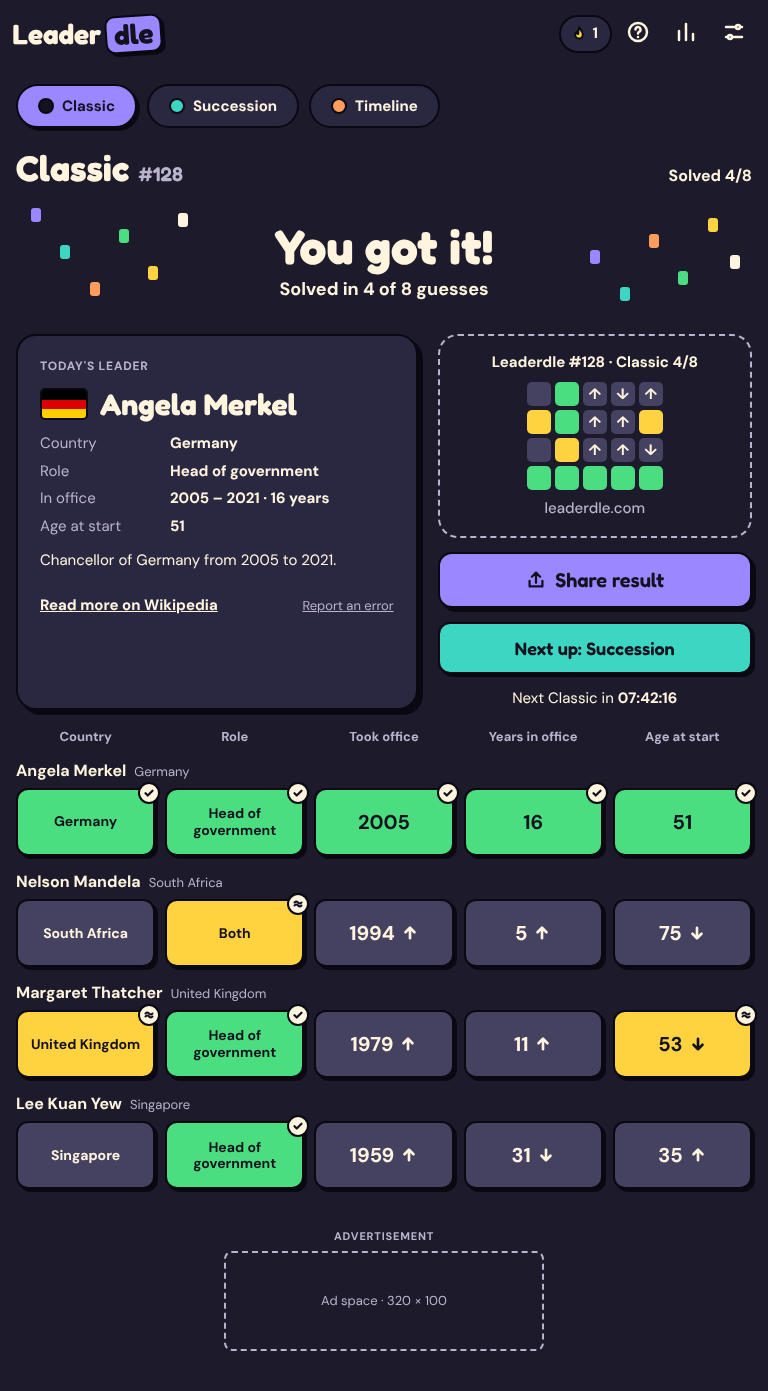 Leader dle
1
Classic
Succession
Timeline
Classic #128
Solved 4/8
You got it!
Solved in 4 of 8 guesses
TODAY'S LEADER
Angela Merkel
Country Germany
Role Head of government
In office 2005 – 2021 · 16 years
Age at start 51
Chancellor of Germany from 2005 to 2021.
Read more on Wikipedia
Report an error
Leaderdle #128 · Classic 4/8
↑ ↓ ↑
↑ ↑
↑ ↑ ↓
leaderdle.com
Share result
Next up: Succession
Next Classic in 07:42:16
Country Role Took office Years in office Age at start
Angela Merkel Germany
Germany
Head of
government
2005
16
51
Nelson Mandela South Africa
South Africa
Both
1994 ↑
5 ↑
75 ↓
Margaret Thatcher United Kingdom
United Kingdom
Head of
government
1979 ↑
11 ↑
53 ↓
Lee Kuan Yew Singapore
Singapore
Head of
government
1959 ↑
31 ↓
35 ↑
ADVERTISEMENT
Ad space · 320 × 100